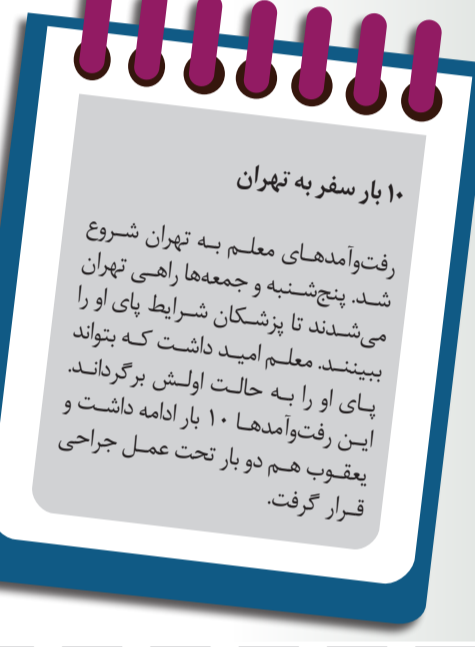 ۱۰ بار سفر به تهران
رفت‌وآمدهای معلم به تهران شروع
شد. پنج‌شنبه و جمعه‌ها راهی تهران
می‌شدند تا پزشکان شرایط پای او را
ببینند. معلم امید داشت که بتواند
پای او را به حالت اولش برگرداند.
این رفت‌وآمدها ۱۰ بار ادامه داشت و
یعقوب هم دو بار تحت عمل جراحی
قرار گرفت.